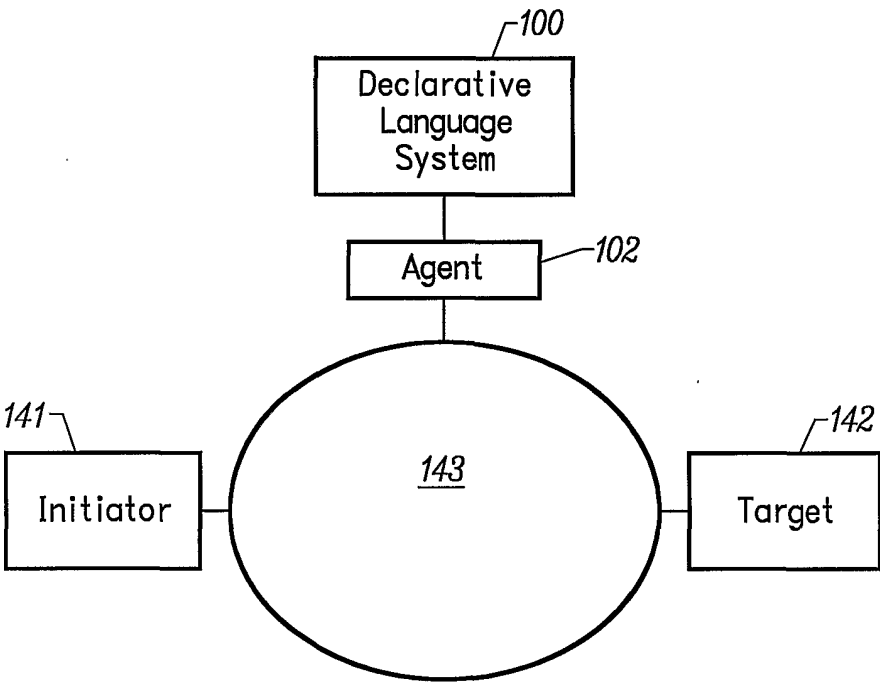 100
Declarative
Language
System
Agent
102
141
142
Initiator
143
Target